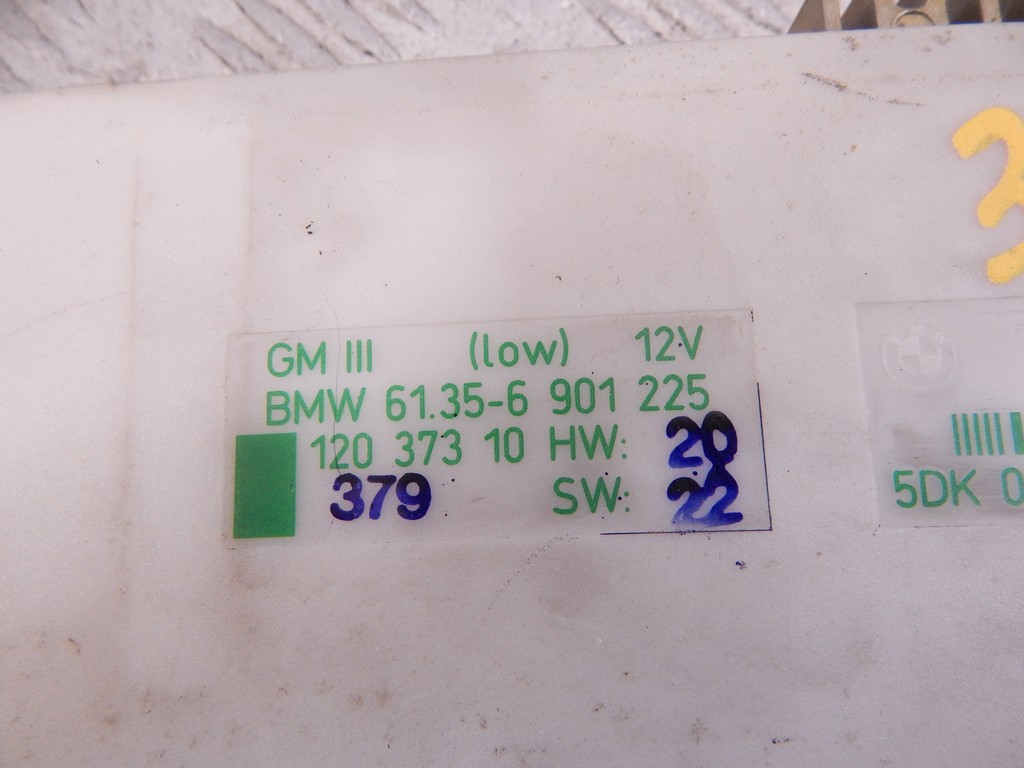 GM III (low) 12V
BMW 61.35-6 901 225
120 373 10 HW: 20
379 SW: 22
5DK
3